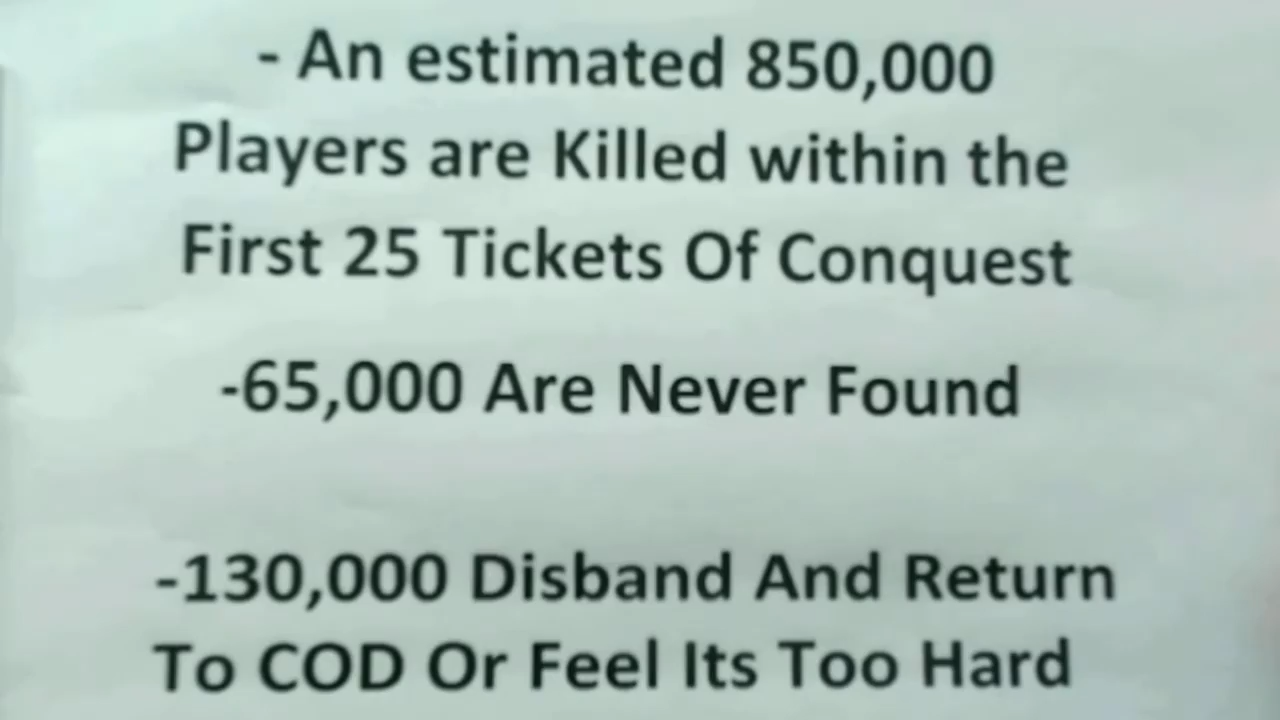 - An estimated 850,000
Players are Killed within the
First 25 Tickets Of Conquest
-65,000 Are Never Found
-130,000 Disband And Return
To COD Or Feel Its Too Hard